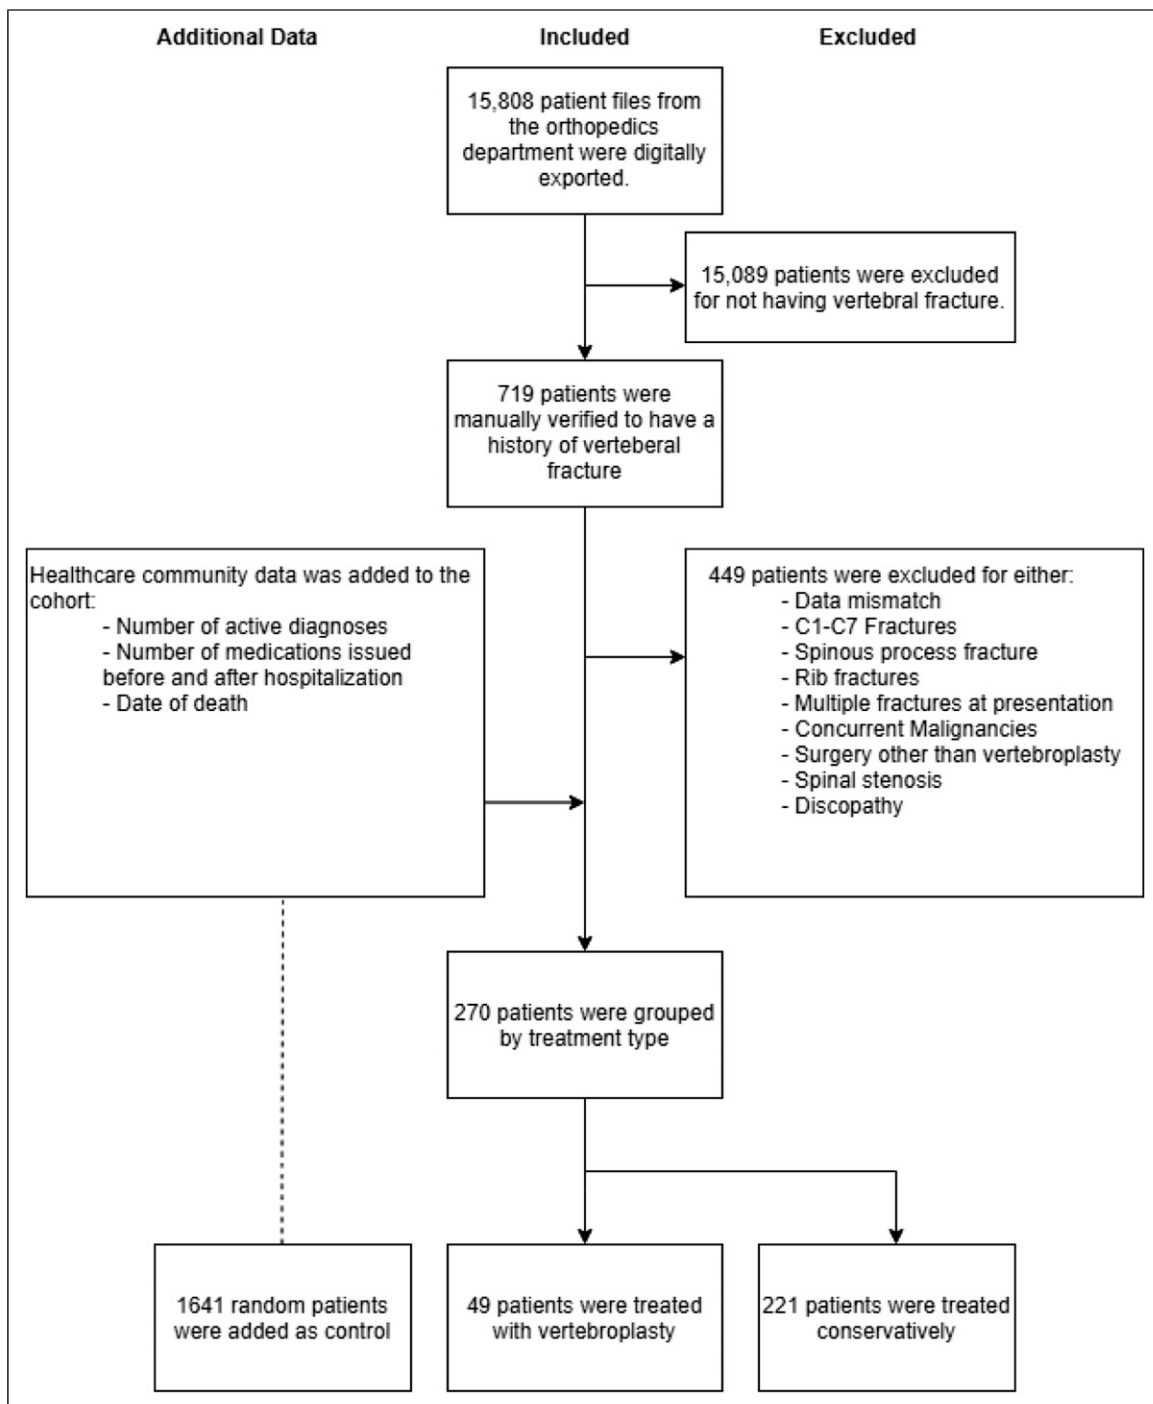 Additional Data
Included
Excluded
15,808 patient files from
the orthopedics
department were digitally
exported.
15,089 patients were excluded
for not having vertebral fracture.
719 patients were
manually verified to have a
history of verteberal
fracture
Healthcare community data was added to the
cohort:
- Number of active diagnoses
- Number of medications issued
before and after hospitalization
- Date of death
449 patients were excluded for either:
- Data mismatch
- C1-C7 Fractures
- Spinous process fracture
- Rib fractures
- Multiple fractures at presentation
- Concurrent Malignancies
- Surgery other than vertebroplasty
- Spinal stenosis
- Discopathy
270 patients were grouped
by treatment type
1641 random patients
were added as control
49 patients were treated
with vertebroplasty
221 patients were treated
conservatively